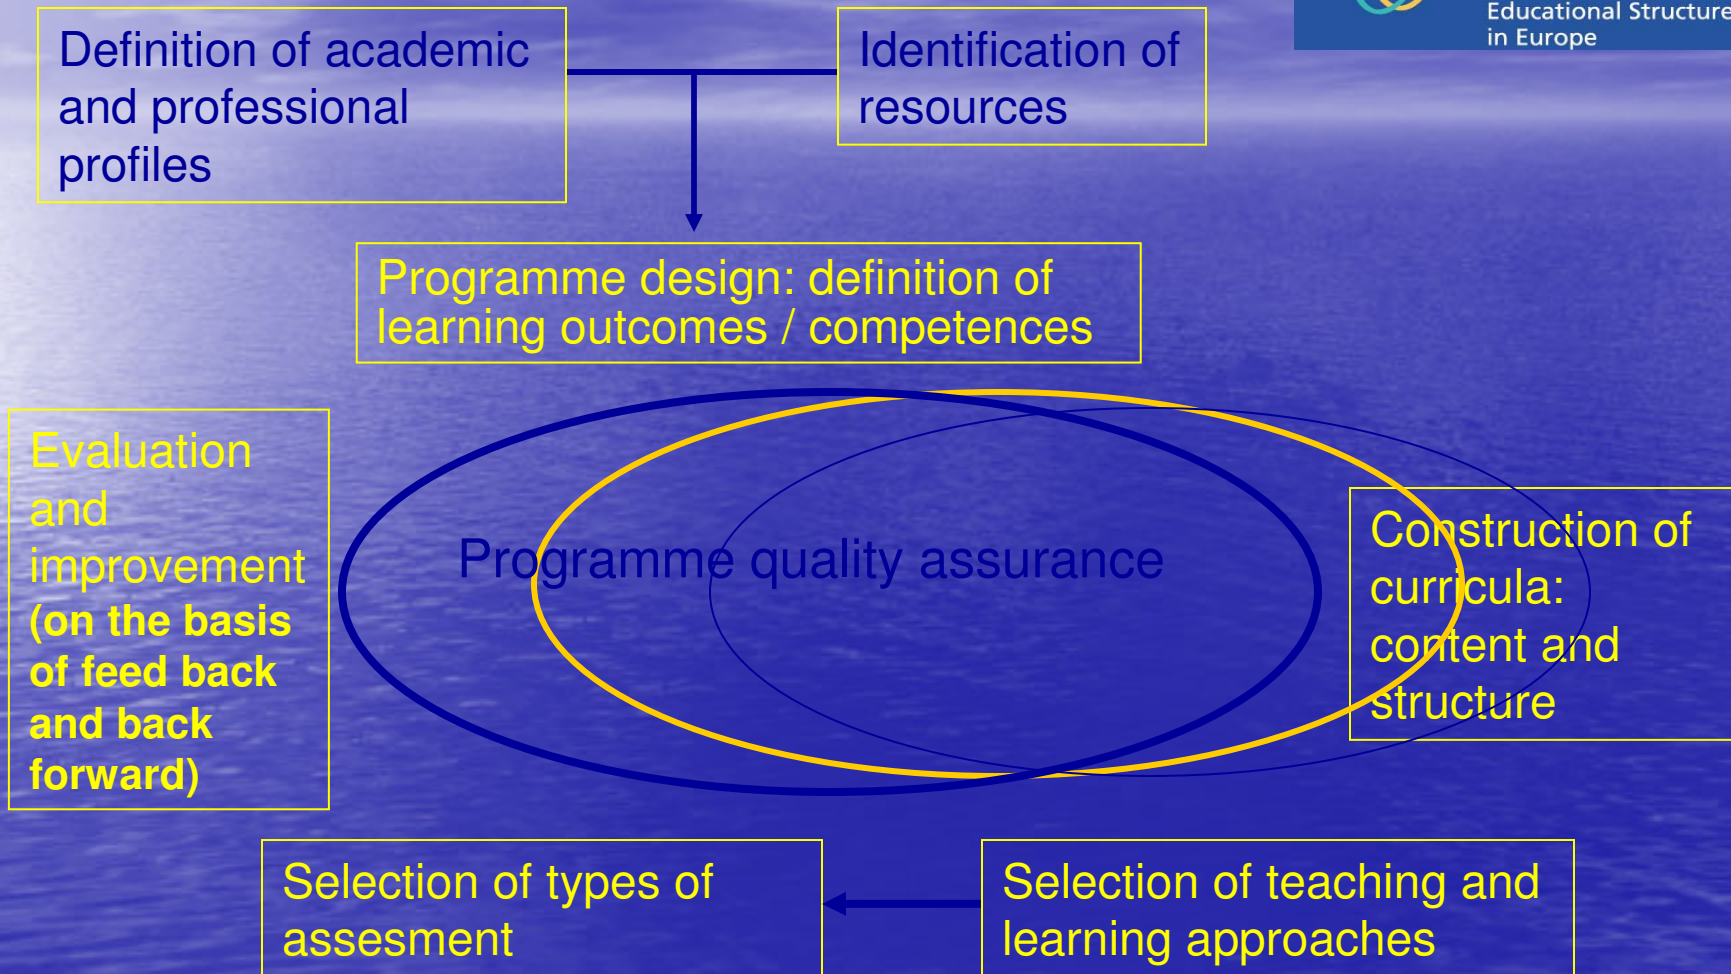 Educational Structure
in Europe
Definition of academic
and professional
profiles
Identification of
resources
Programme design: definition of
learning outcomes / competences
Evaluation
and
improvement
(on the basis
of feed back
and back
forward)
Programme quality assurance
Construction of
curricula:
content and
structure
Selection of types of
assesment
Selection of teaching and
learning approaches